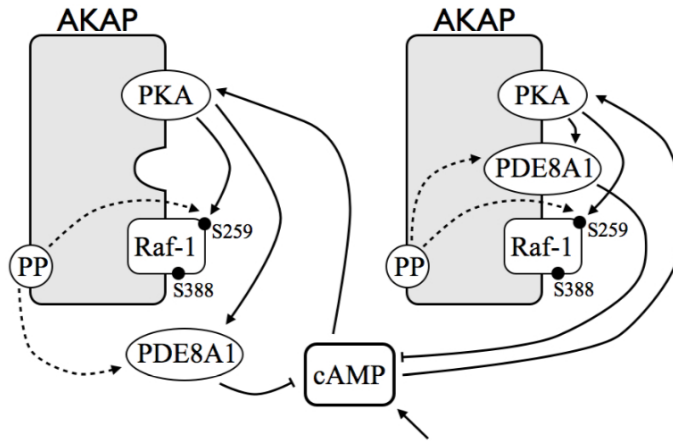 AKAP
PKA
S259
Raf-1
PP
S388
PDE8A1
AKAP
PKA
PDE8A1
S259
Raf-1
PP
S388
cAMP